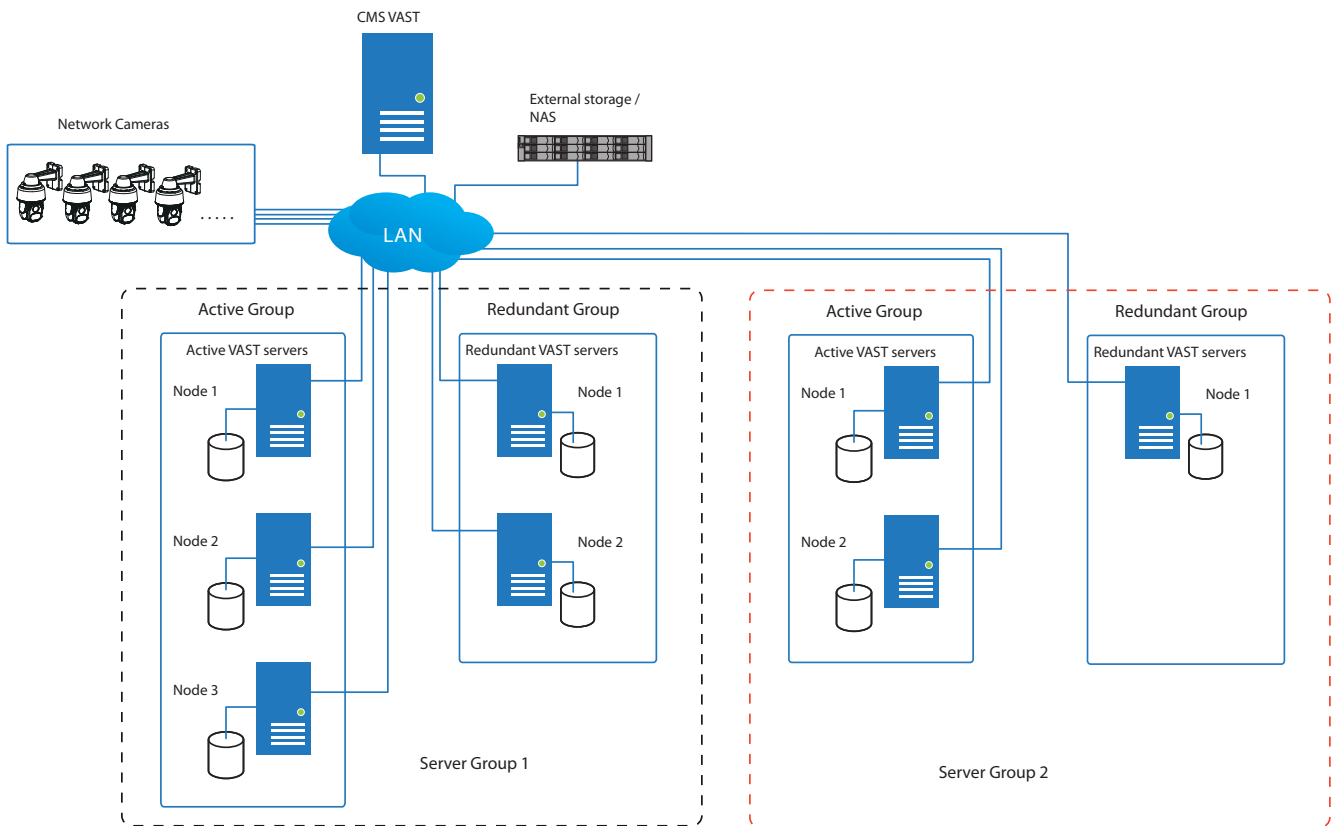 CMS VAST
External storage /
NAS
Network Cameras
.....
LAN
Active Group
Redundant Group
Active VAST servers
Redundant VAST servers
Node 1
Node 1
Node 2
Node 2
Node 3
Server Group 1
Active Group
Redundant Group
Active VAST servers
Redundant VAST servers
Node 1
Node 1
Node 2
Server Group 2